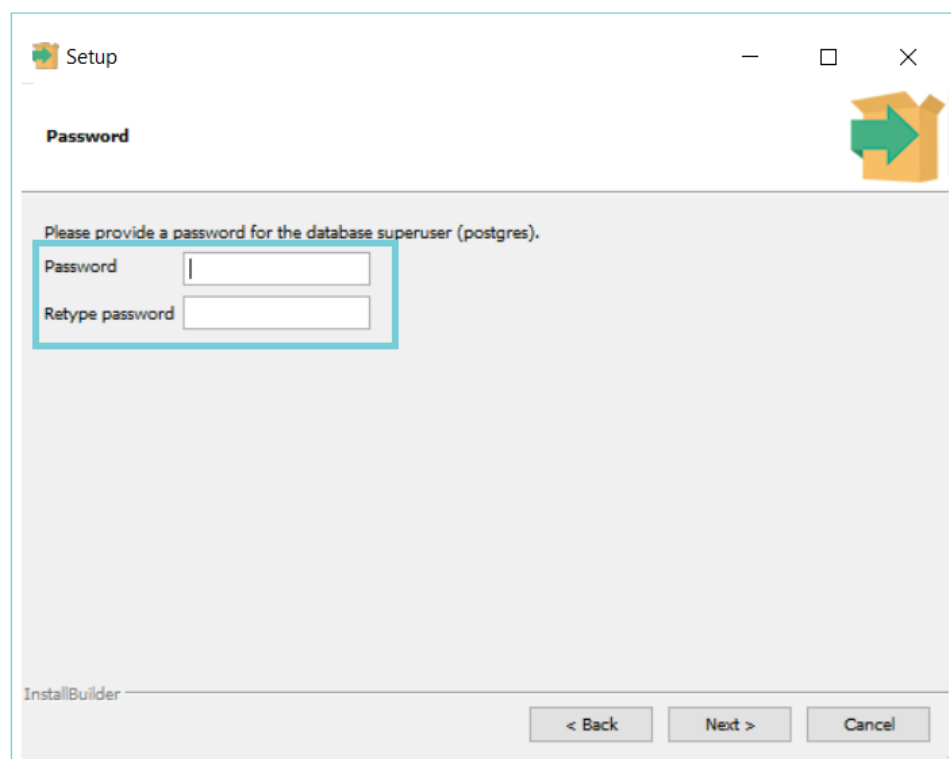 Setup
Password
Please provide a password for the database superuser (postgres).
Password
Retype password
InstallBuilder
< Back Next > Cancel